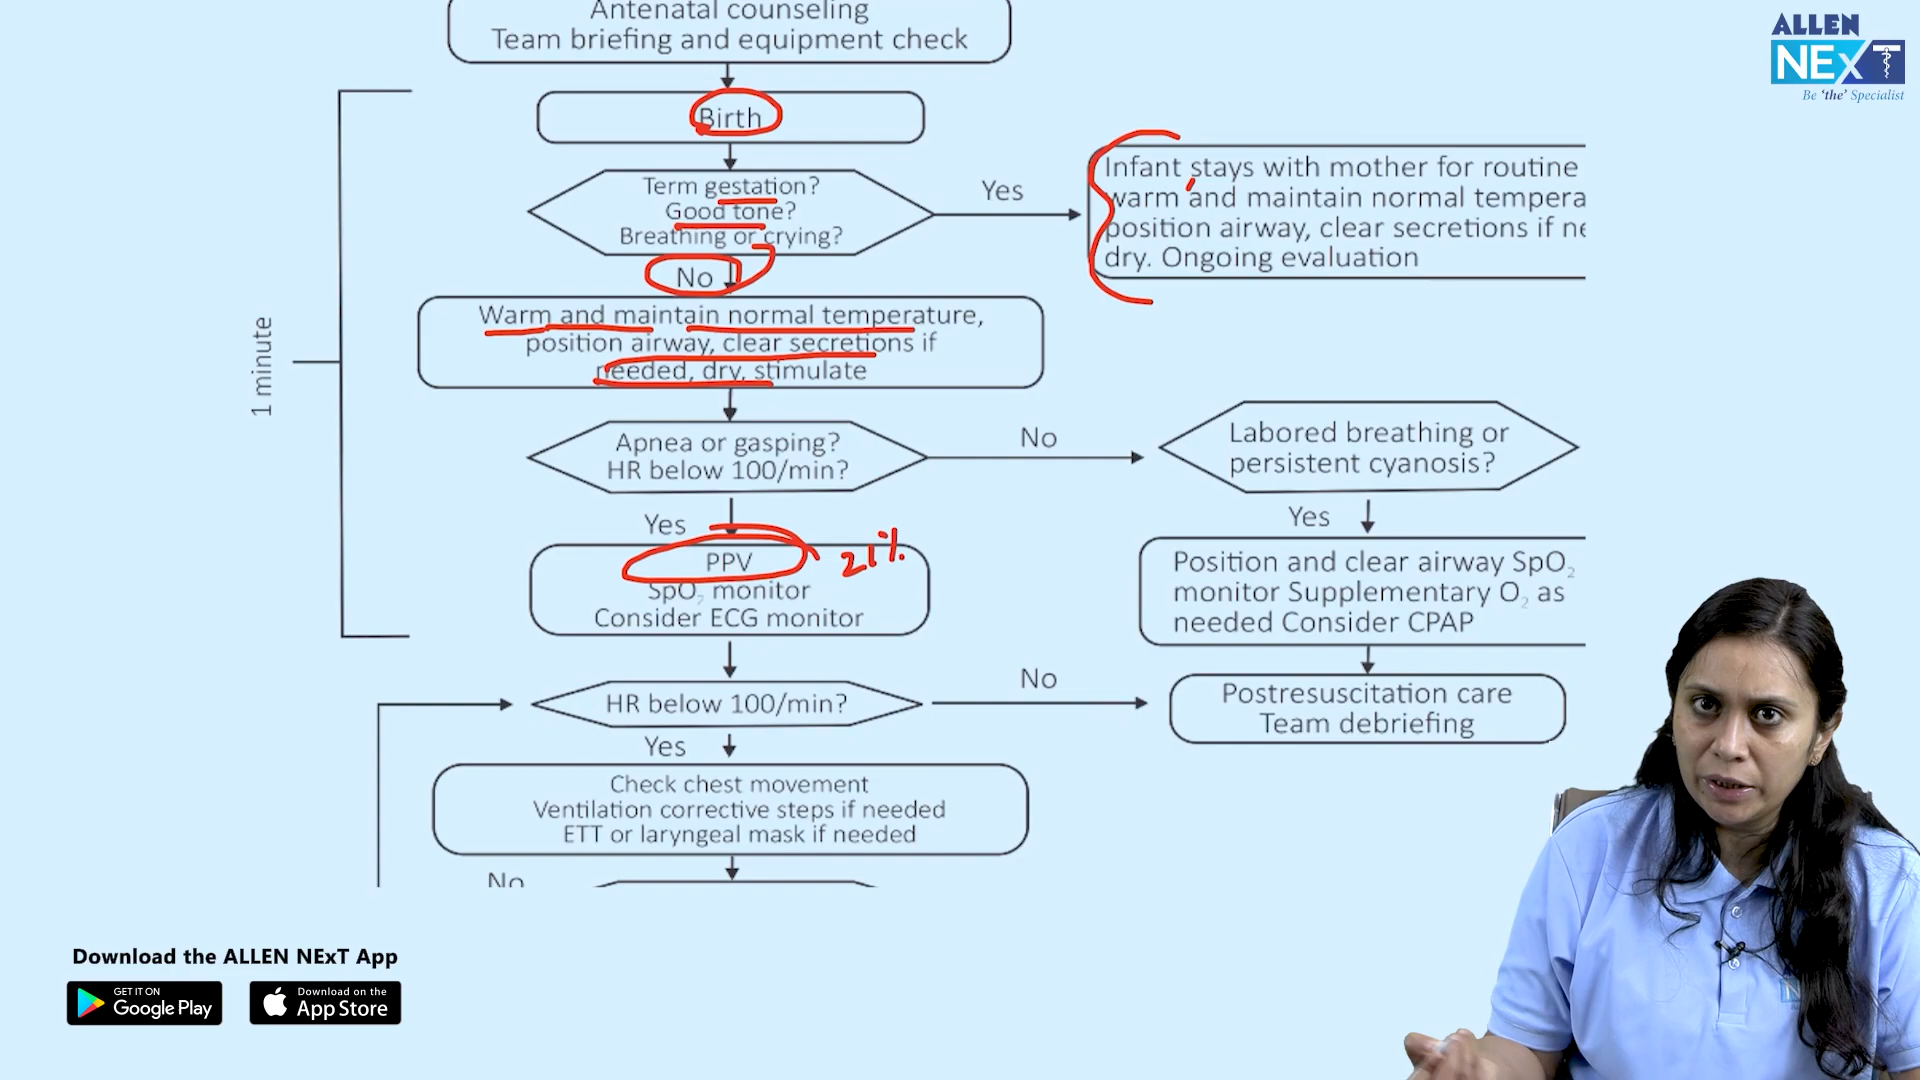 Antenatal counseling
Team briefing and equipment check
Birth
Term gestation?
Good tone?
Breathing or crying?
Yes
Infant stays with mother for routine
warm and maintain normal tempera
position airway, clear secretions if ne
dry. Ongoing evaluation
No
Warm and maintain normal temperature,
position airway, clear secretions if
needed, dry, stimulate
1 minute
Apnea or gasping?
HR below 100/min?
No
Labored breathing or
persistent cyanosis?
Yes
PPV
SpO₂ monitor
Consider ECG monitor
21%
Yes
Position and clear airway SpO₂
monitor Supplementary O₂ as
needed Consider CPAP
HR below 100/min?
No
Postresuscitation care
Team debriefing
Yes
Check chest movement
Ventilation corrective steps if needed
ETT or laryngeal mask if needed
No
ALLEN
NExT
Be 'the' Specialist
Download the ALLEN NExT App
GET IT ON
Google Play
Download on the
App Store